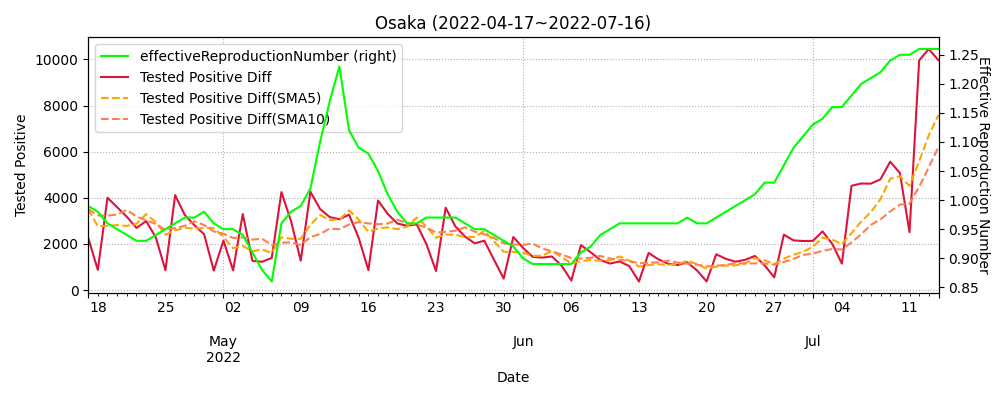 Osaka (2022-04-17~2022-07-16)
effectiveReproductionNumber (right)
Tested Positive Diff
Tested Positive Diff(SMA5)
Tested Positive Diff(SMA10)
Tested Positive
10000
8000
6000
4000
2000
0
Effective Reproduction Number
1.25
1.20
1.15
1.10
1.05
1.00
0.95
0.90
0.85
18 25 02 09 16 23 30 06 13 20 27 04 11
May Jun Jul
2022
Date